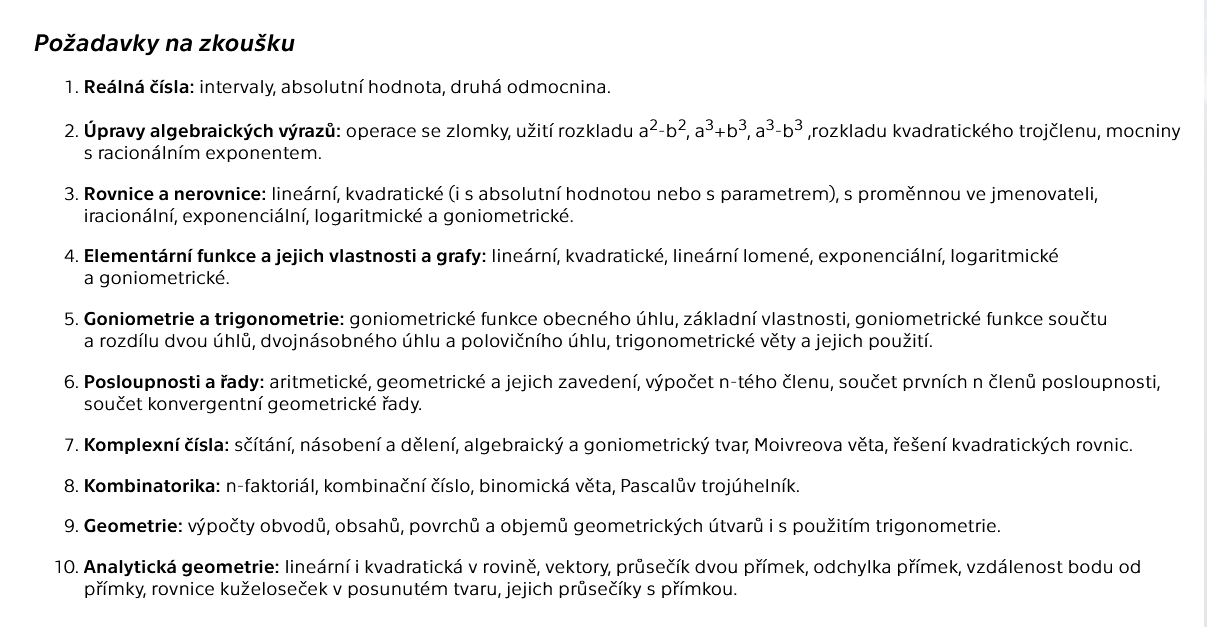 Požadavky na zkoušku
1. Reálná čísla: intervaly, absolutní hodnota, druhá odmocnina.
2. Úpravy algebraických výrazů: operace se zlomky, užití rozkladu a²-b², a³+b³, a³-b³ ,rozkladu kvadratického trojčlenu, mocniny
s racionálním exponentem.
3. Rovnice a nerovnice: lineární, kvadratické (i s absolutní hodnotou nebo s parametrem), s proměnnou ve jmenovateli,
iracionální, exponenciální, logaritmické a goniometrické.
4. Elementární funkce a jejich vlastnosti a grafy: lineární, kvadratické, lineární lomené, exponenciální, logaritmické
a goniometrické.
5. Goniometrie a trigonometrie: goniometrické funkce obecného úhlu, základní vlastnosti, goniometrické funkce součtu
a rozdílu dvou úhlů, dvojnásobného úhlu a polovičního úhlu, trigonometrické věty a jejich použití.
6. Posloupnosti a řady: aritmetické, geometrické a jejich zavedení, výpočet n-tého členu, součet prvních n členů posloupnosti,
součet konvergentní geometrické řady.
7. Komplexní čísla: sčítání, násobení a dělení, algebraický a goniometrický tvar, Moivreova věta, řešení kvadratických rovnic.
8. Kombinatorika: n-faktoriál, kombinační číslo, binomická věta, Pascalův trojúhelník.
9. Geometrie: výpočty obvodů, obsahů, povrchů a objemů geometrických útvarů i s použitím trigonometrie.
10. Analytická geometrie: lineární i kvadratická v rovině, vektory, průsečík dvou přímek, odchylka přímek, vzdálenost bodu od
přímky, rovnice kuželoseček v posunutém tvaru, jejich průsečíky s přímkou.